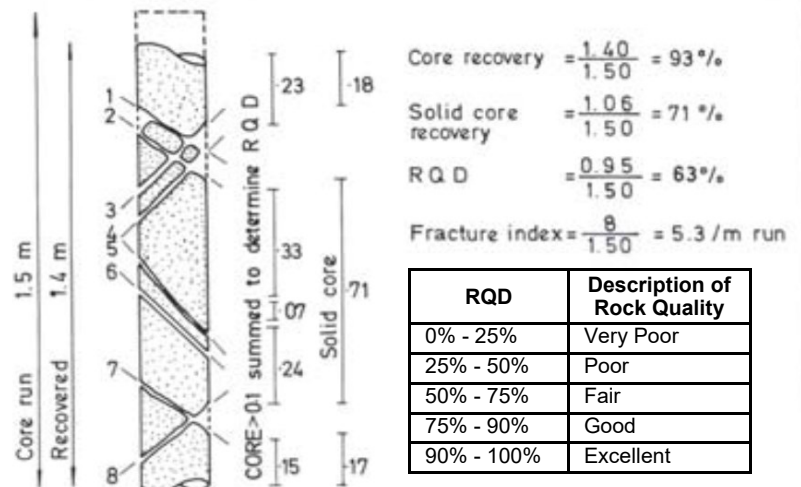 Core run 1.5 m
Recovered 1.4 m
1
2
3
4
5
6
7
8
CORE>0.1 summed to determine RQD
·23
·33
·07
·24
·15
Solid core
·18
·71
·17
Core recovery = 1.40 / 1.50 = 93%
Solid core recovery = 1.06 / 1.50 = 71%
RQD = 0.95 / 1.50 = 63%
Fracture index = 8 / 1.50 = 5.3 /m run
RQD Description of Rock Quality
0% - 25% Very Poor
25% - 50% Poor
50% - 75% Fair
75% - 90% Good
90% - 100% Excellent